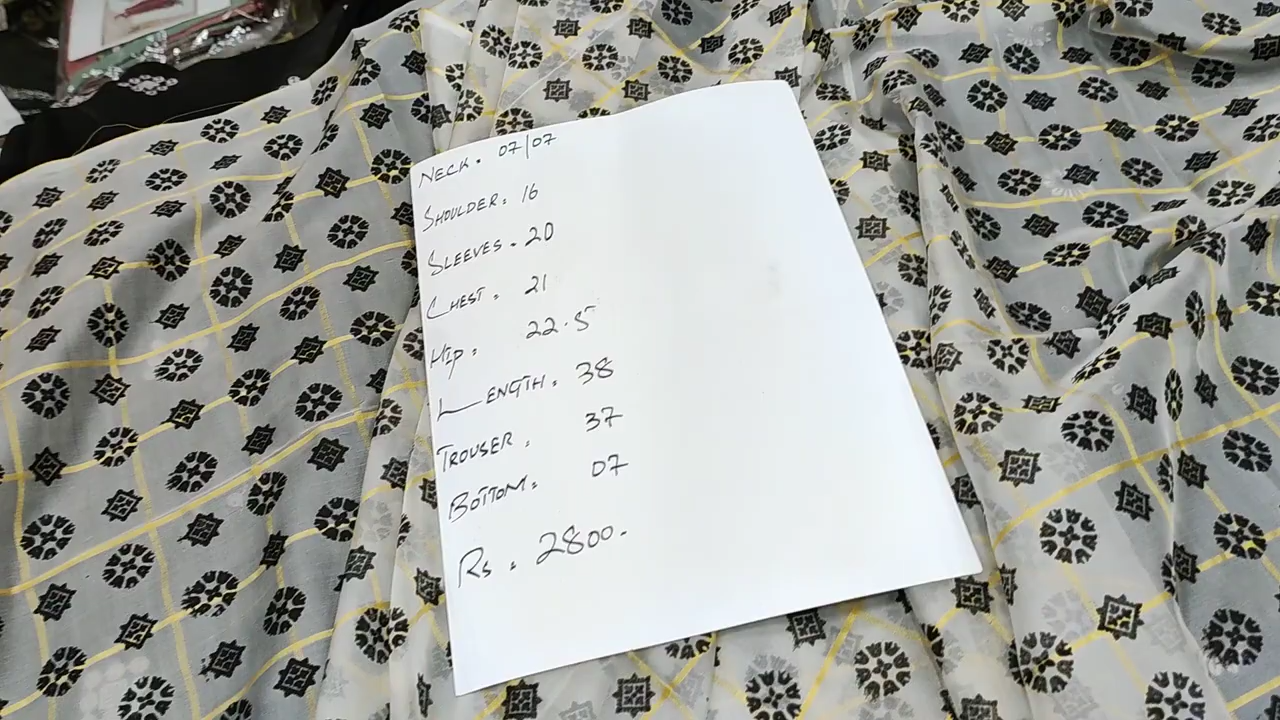 NECK. 07/07
SHOULDER= 16
SLEEVES= 20
CHEST= 21
HIP= 22.5
LENGTH= 38
TROUSER= 37
BOTTOM= 07
Rs. 2800.